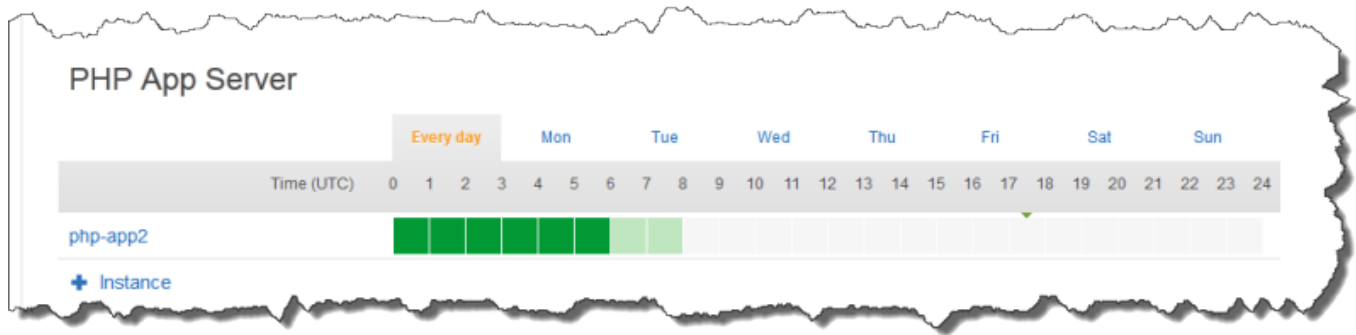 PHP App Server
Every day Mon Tue Wed Thu Fri Sat Sun
Time (UTC) 0 1 2 3 4 5 6 7 8 9 10 11 12 13 14 15 16 17 18 19 20 21 22 23 24
php-app2
+ Instance